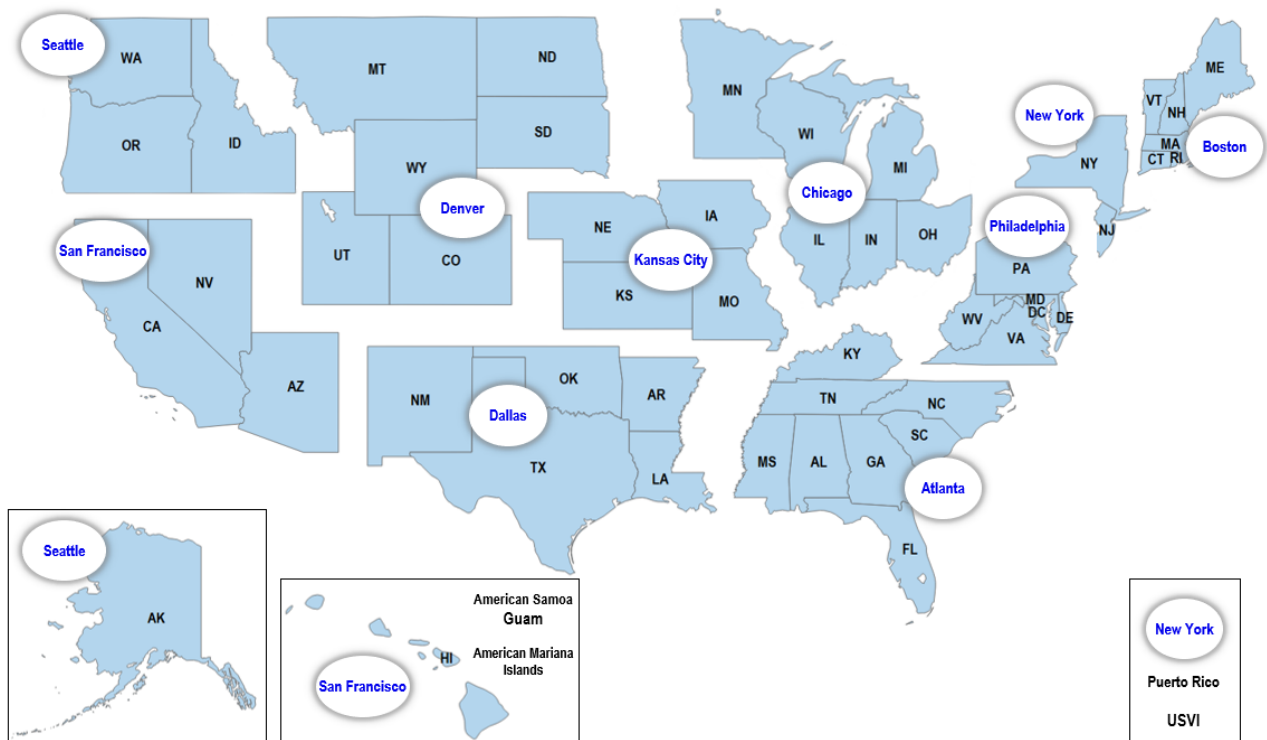 Seattle
WA
OR
ID
MT
ND
SD
WY
Denver
UT
CO
San Francisco
NV
CA
AZ
NE
IA
Kansas City
KS
MO
MN
WI
MI
Chicago
IL
IN
OH
New York
NY
NJ
ME
VT
NH
MA
CT
RI
Boston
Philadelphia
PA
MD
DC
DE
WV
VA
NM
OK
AR
Dallas
TX
LA
KY
TN
NC
SC
MS
AL
GA
Atlanta
FL
Seattle
AK
American Samoa
Guam
HI
American Mariana
Islands
San Francisco
New York
Puerto Rico
USVI